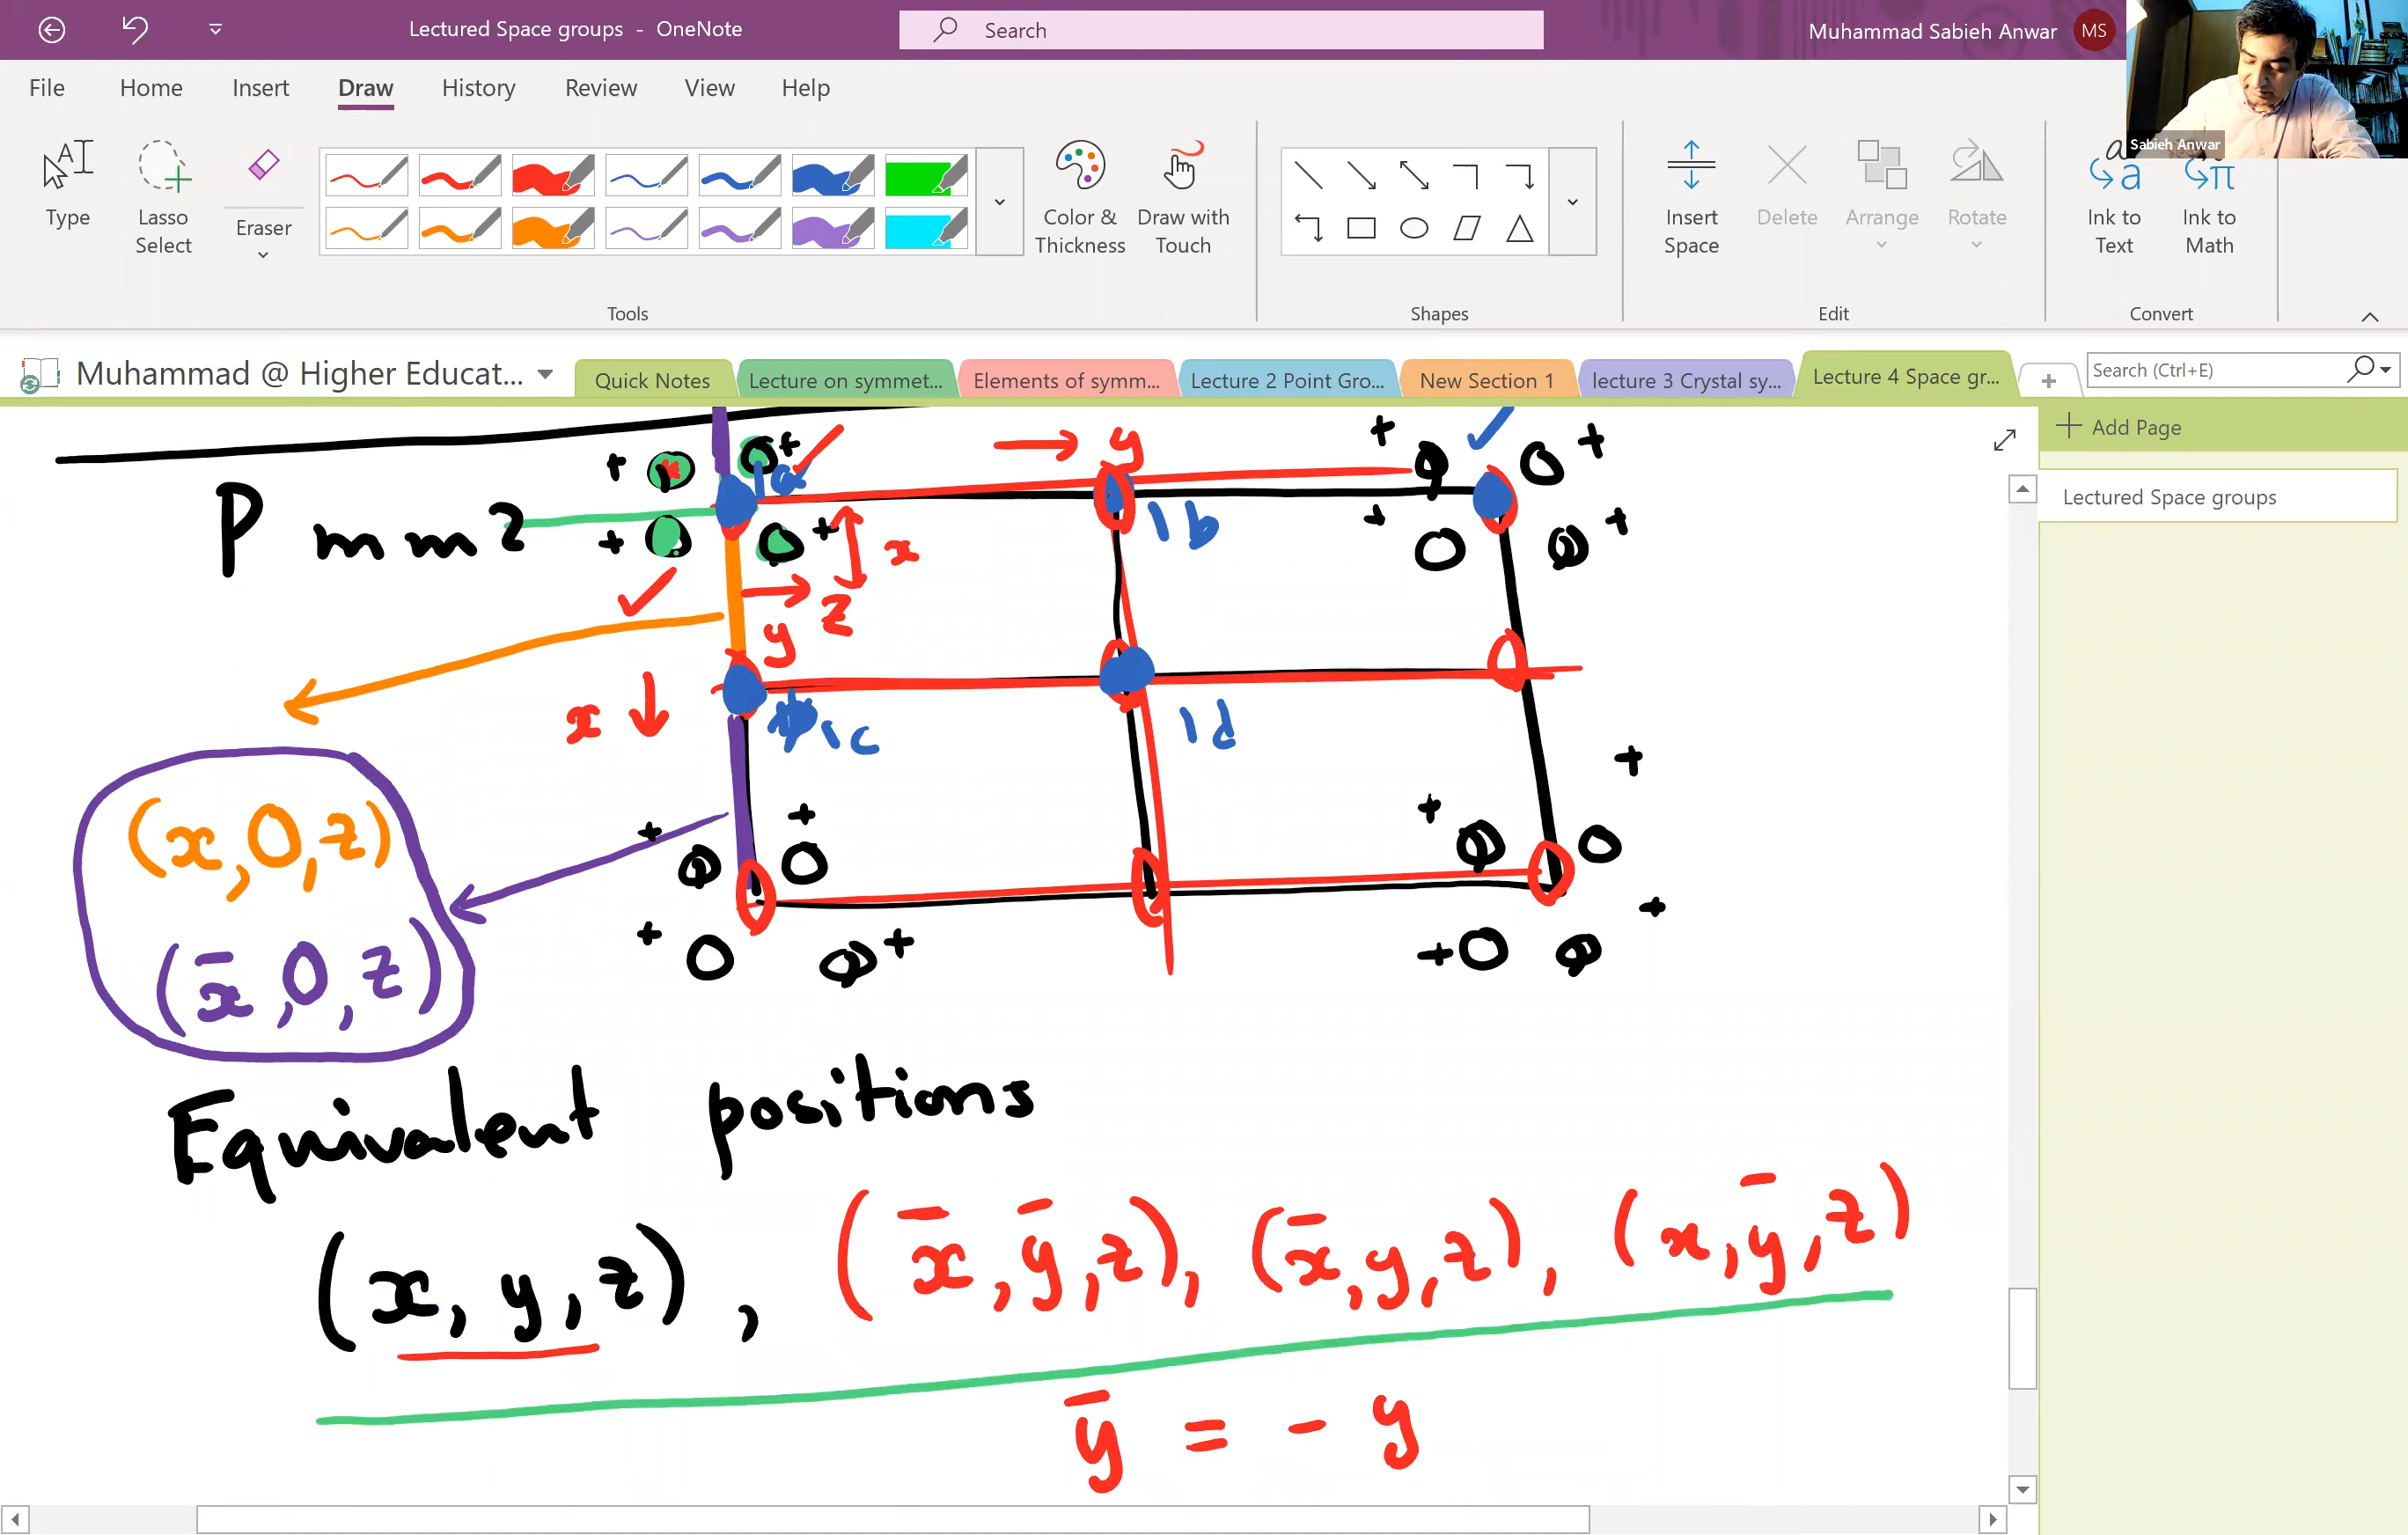 Lectured Space groups - OneNote
Search
Muhammad Sabieh Anwar
MS
Sabieh Anwar
File Home Insert Draw History Review View Help
Type
Lasso Select
Eraser
Color & Thickness
Draw with Touch
Insert Space
Delete
Arrange
Rotate
Ink to Text
Ink to Math
Tools
Shapes
Edit
Convert
Muhammad @ Higher Educat...
Quick Notes
Lecture on symmet...
Elements of symm...
Lecture 2 Point Gro...
New Section 1
lecture 3 Crystal sy...
Lecture 4 Space gr...
Search (Ctrl+E)
Add Page
Lectured Space groups
P m m 2
y
1 b
x
z
y
x
1 c
1 d
(x, 0, z)
(x̄, 0, z)
Equivalent positions
(x, y, z), (x̄, ȳ, z), (x̄, y, z), (x, ȳ, z)
ȳ = - y